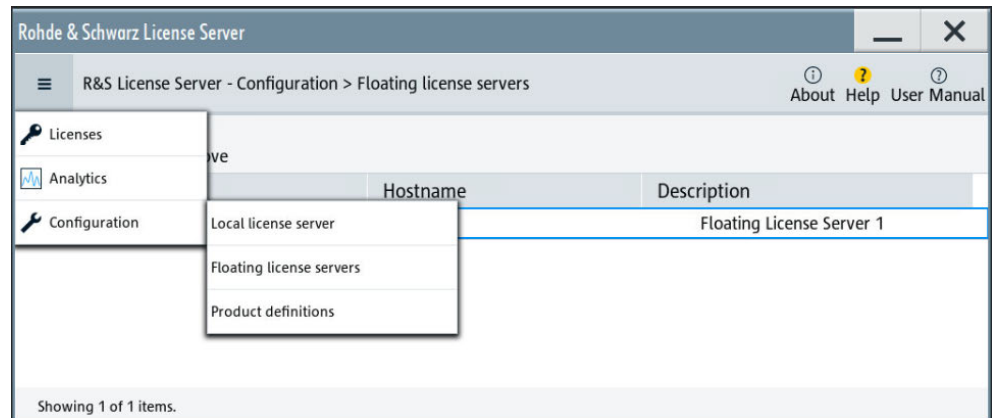 Rohde & Schwarz License Server
R&S License Server - Configuration > Floating license servers
About Help User Manual
Licenses
Analytics
Configuration
Hostname Description
Floating License Server 1
Local license server
Floating license servers
Product definitions
Showing 1 of 1 items.